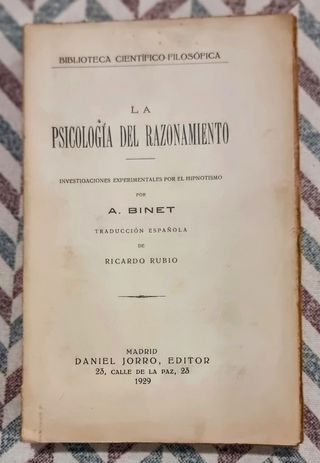 BIBLIOTECA CIENTÍFICO-FILOSÓFICA
LA
PSICOLOGÍA DEL RAZONAMIENTO
INVESTIGACIONES EXPERIMENTALES POR EL HIPNOTISMO
POR
A. BINET
TRADUCCIÓN ESPAÑOLA
DE
RICARDO RUBIO
MADRID
DANIEL JORRO, EDITOR
23, CALLE DE LA PAZ, 23
1929